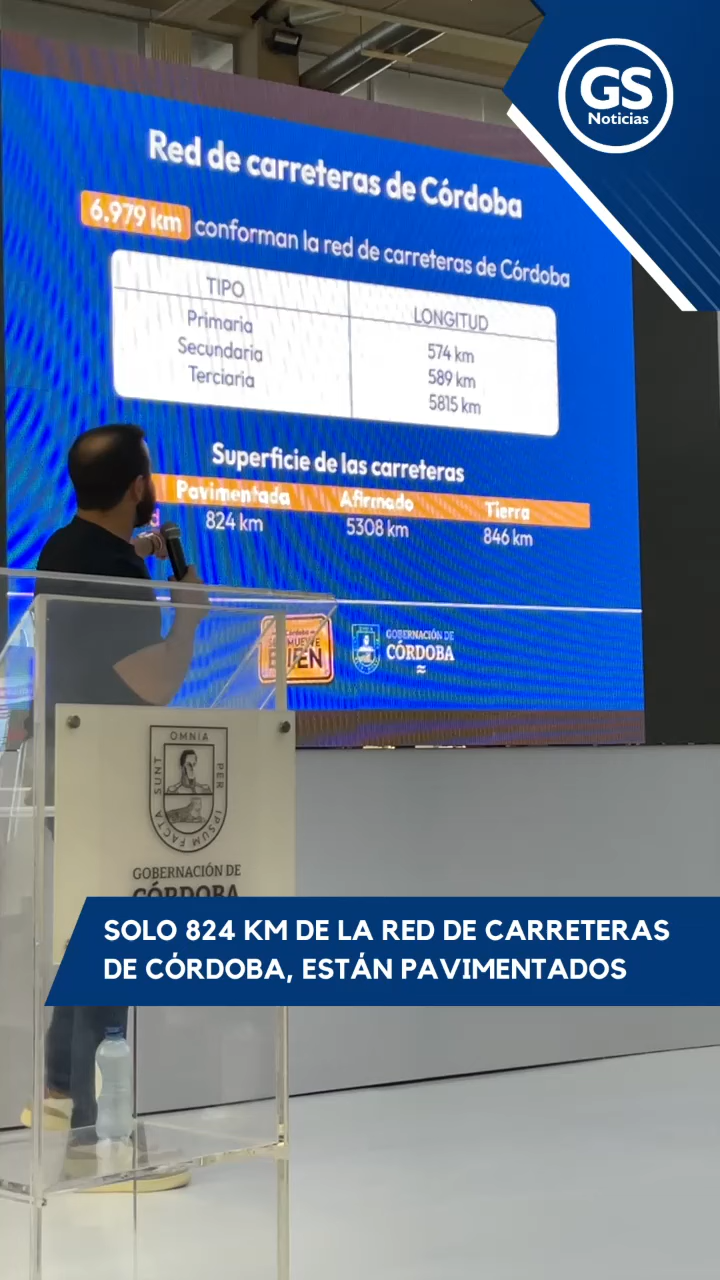 GS
Noticias
Red de carreteras de Córdoba
6.979 km conforman la red de carreteras de Córdoba
TIPO LONGITUD
Primaria 574 km
Secundaria 589 km
Terciaria 5815 km
Superficie de las carreteras
Pavimentada Afirmado Tierra
824 km 5308 km 846 km
GOBERNACIÓN DE
CÓRDOBA
OMNIA
SUNT
PER
IPSUM FACTA
GOBERNACIÓN DE
CÓRDOBA
SOLO 824 KM DE LA RED DE CARRETERAS
DE CÓRDOBA, ESTÁN PAVIMENTADOS